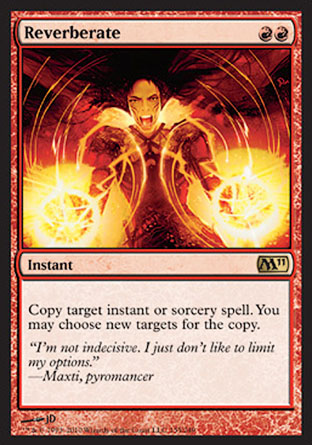 Reverberate
Instant
M11
Copy target instant or sorcery spell. You
may choose new targets for the copy.
"I'm not indecisive. I just don't like to limit
my options."
—Maxti, pyromancer